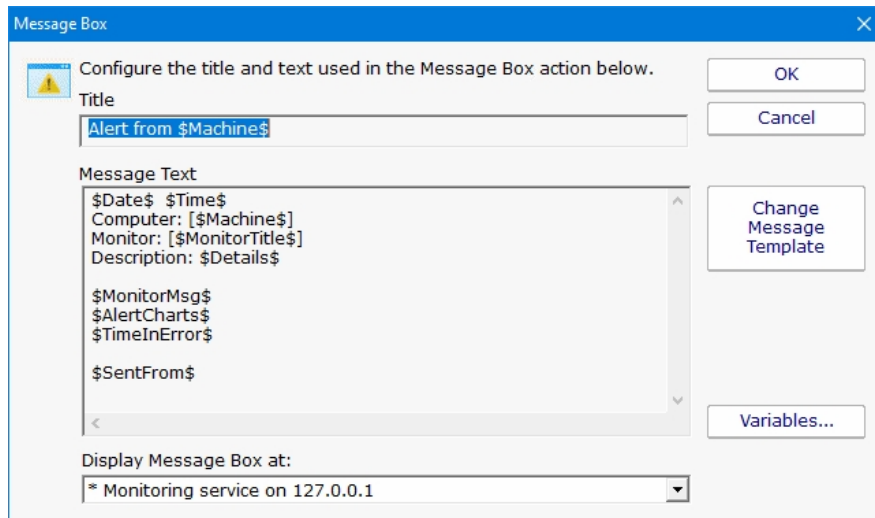 Message Box
Configure the title and text used in the Message Box action below.
OK
Title
Cancel
Alert from $Machine$
Message Text
$Date$  $Time$
Computer: [$Machine$]
Monitor: [$MonitorTitle$]
Description: $Details$
$MonitorMsg$
$AlertCharts$
$TimeInError$
$SentFrom$
Change
Message
Template
Variables...
Display Message Box at:
* Monitoring service on 127.0.0.1